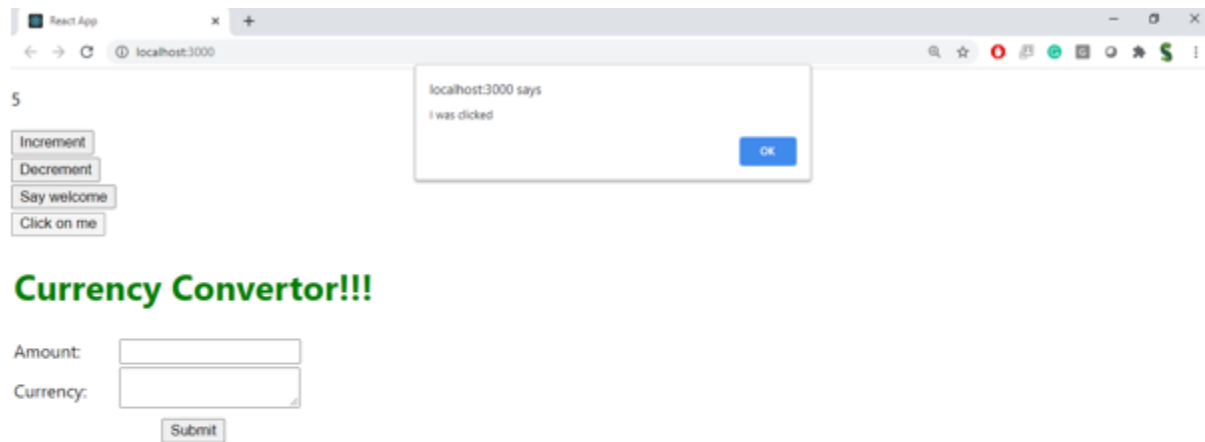 React App
localhost:3000
localhost:3000 says
I was clicked
OK
5
Increment
Decrement
Say welcome
Click on me
Currency Convertor!!!
Amount:
Currency:
Submit